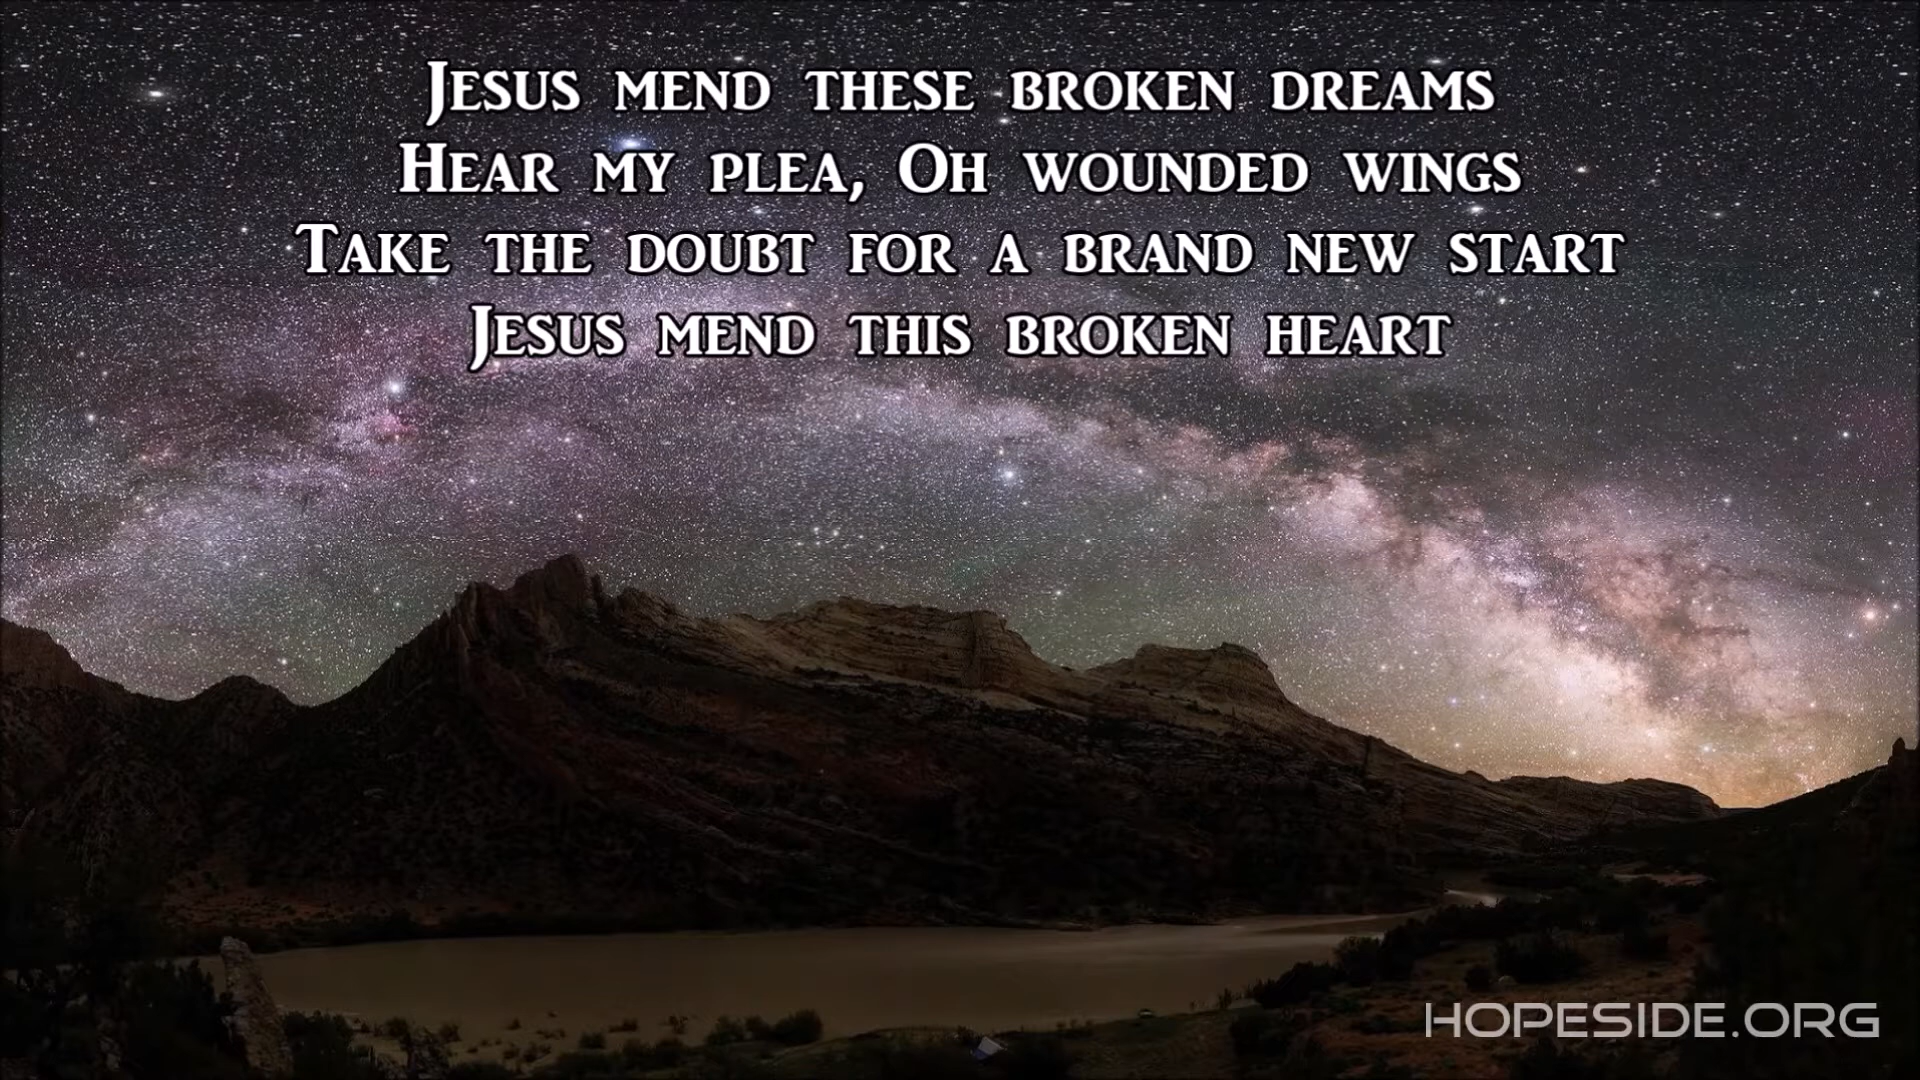 Jesus mend these broken dreams
Hear my plea, Oh wounded wings
Take the doubt for a brand new start
Jesus mend this broken heart
HOPESIDE.ORG